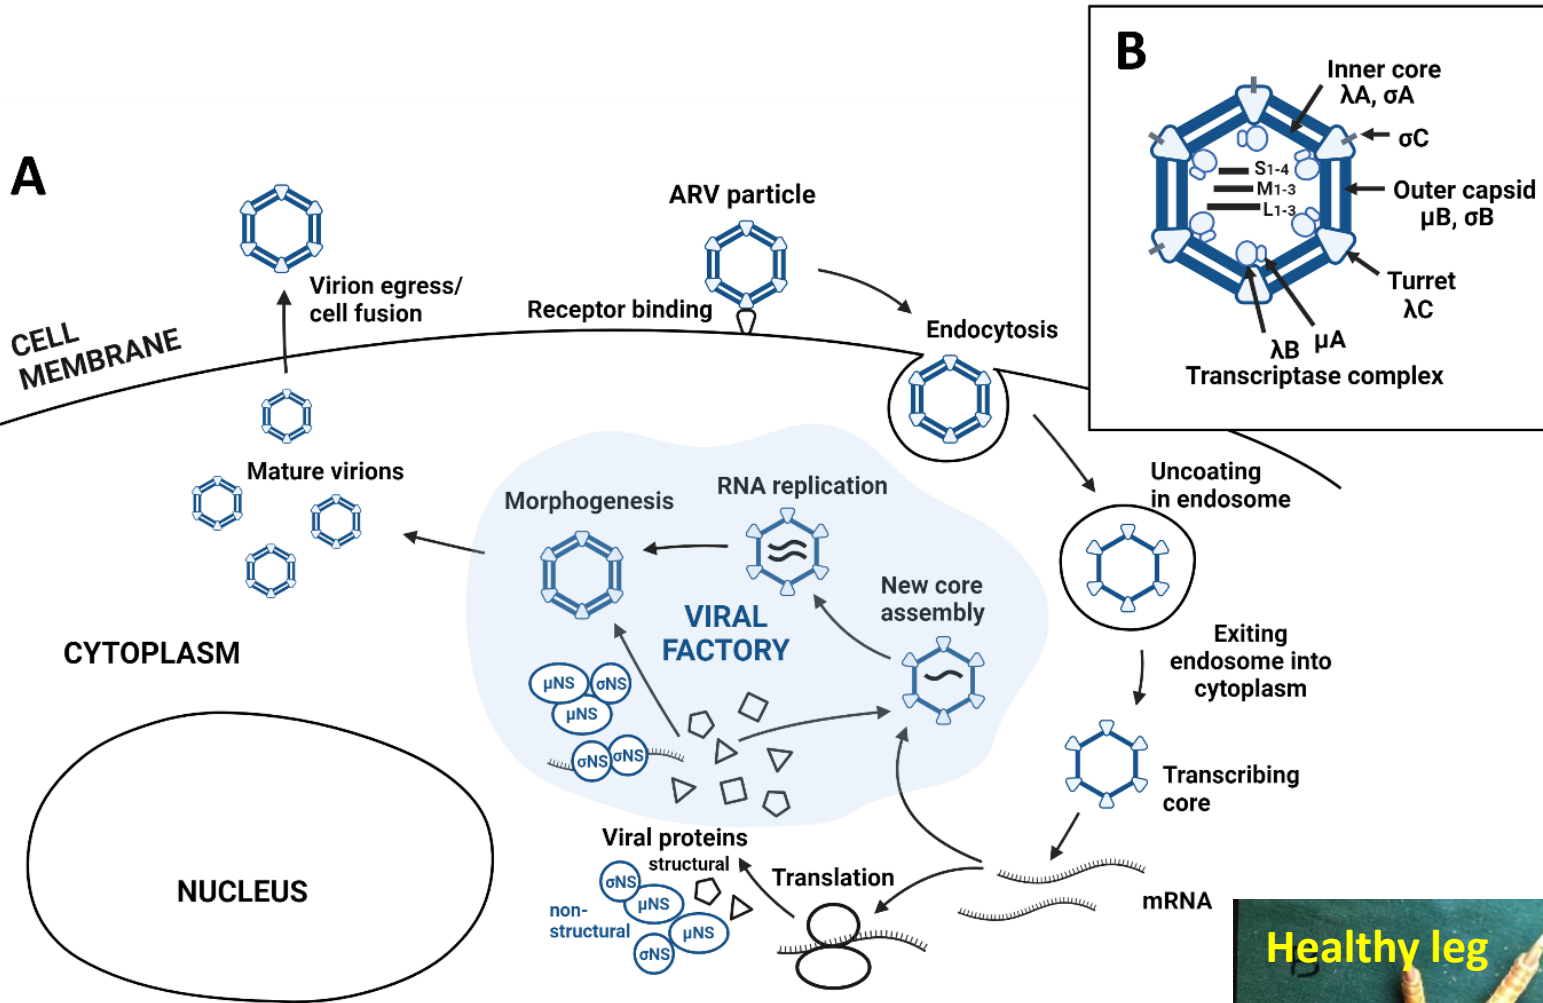 A
CELL
MEMBRANE
Virion egress/
cell fusion
ARV particle
Receptor binding
Endocytosis
Uncoating
in endosome
Exiting
endosome into
cytoplasm
Transcribing
core
mRNA
Translation
Viral proteins
structural
non-
structural
σNS
μNS
μNS
σNS
VIRAL
FACTORY
New core
assembly
RNA replication
Morphogenesis
μNS
σNS
μNS
σNS
σNS
Mature virions
CYTOPLASM
NUCLEUS
B
Inner core
λA, σA
σC
Outer capsid
μB, σB
Turret
λC
S1-4
M1-3
L1-3
λB
μA
Transcriptase complex
Healthy leg